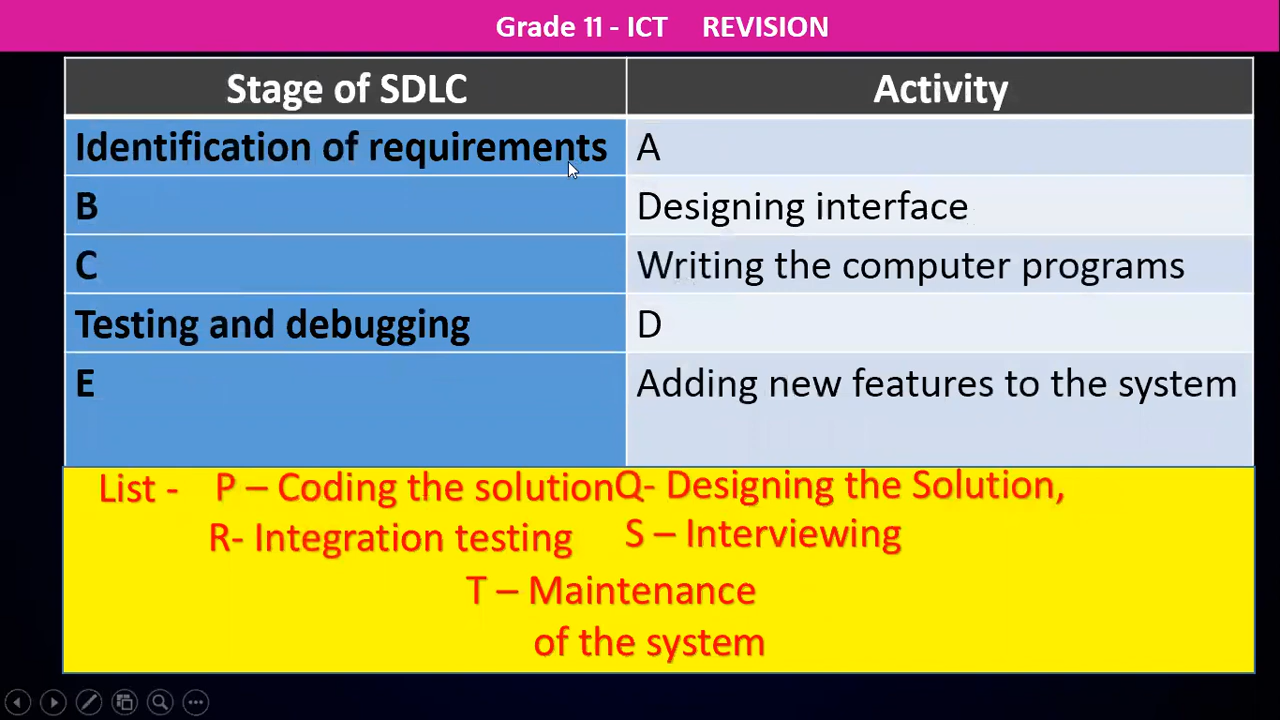 Grade 11 - ICT REVISION
Stage of SDLC Activity
Identification of requirements A
B Designing interface
C Writing the computer programs
Testing and debugging D
E Adding new features to the system
List - P – Coding the solution Q- Designing the Solution,
R- Integration testing S – Interviewing
T – Maintenance
of the system